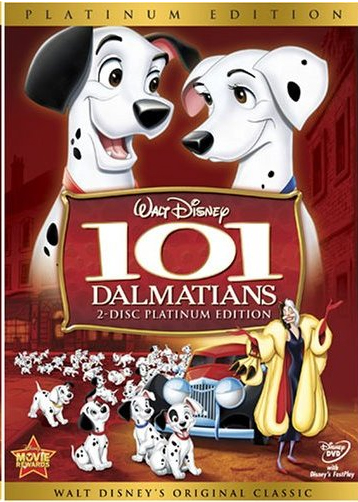 PLATINUM EDITION
WALT DISNEY
101
DALMATIANS
2-DISC PLATINUM EDITION
Disney
MOVIE
REWARDS
Disney
DVD
with
Disney's FastPlay
WALT DISNEY'S ORIGINAL CLASSIC